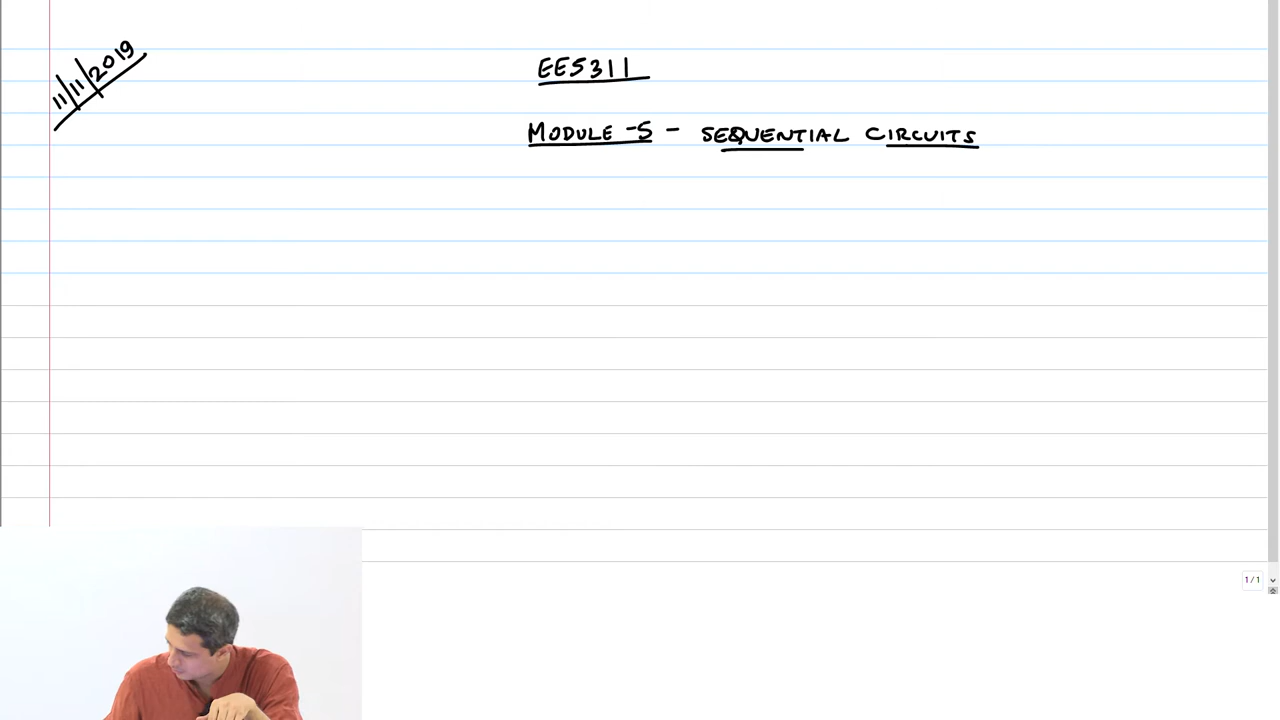 11/11/2019
EE5311
MODULE -5 - SEQUENTIAL CIRCUITS
1 / 1